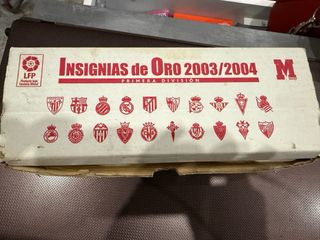 INSIGNIAS de ORO 2003/2004
PRIMERA DIVISIÓN
LFP
M